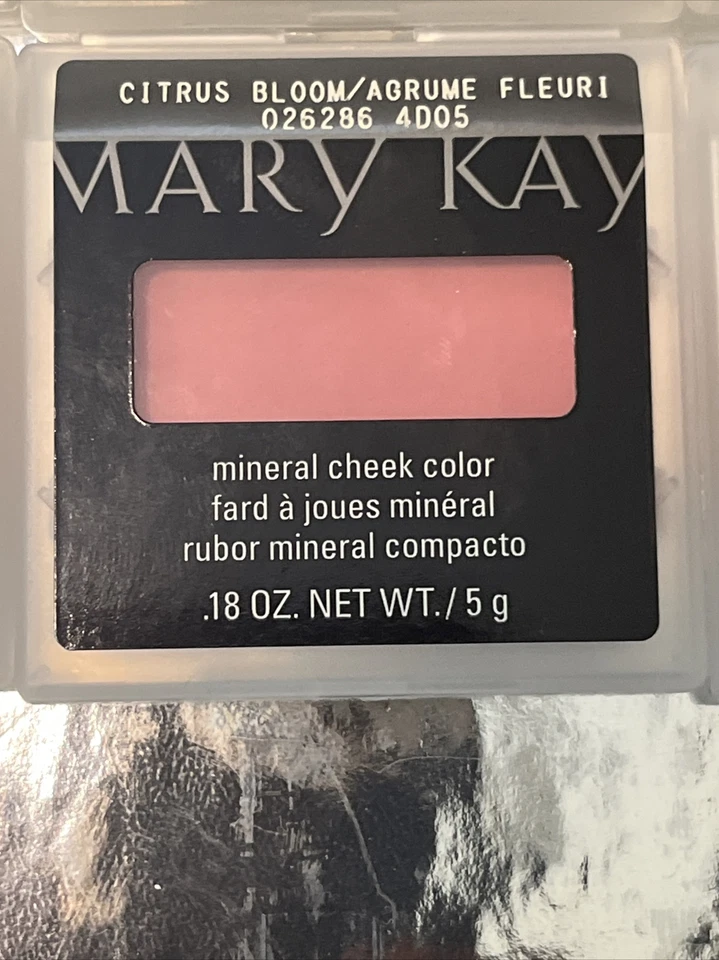 CITRUS BLOOM/AGRUME FLEURI
026286 4D05
MARY KAY
mineral cheek color
fard à joues minéral
rubor mineral compacto
.18 OZ. NET WT./ 5 g